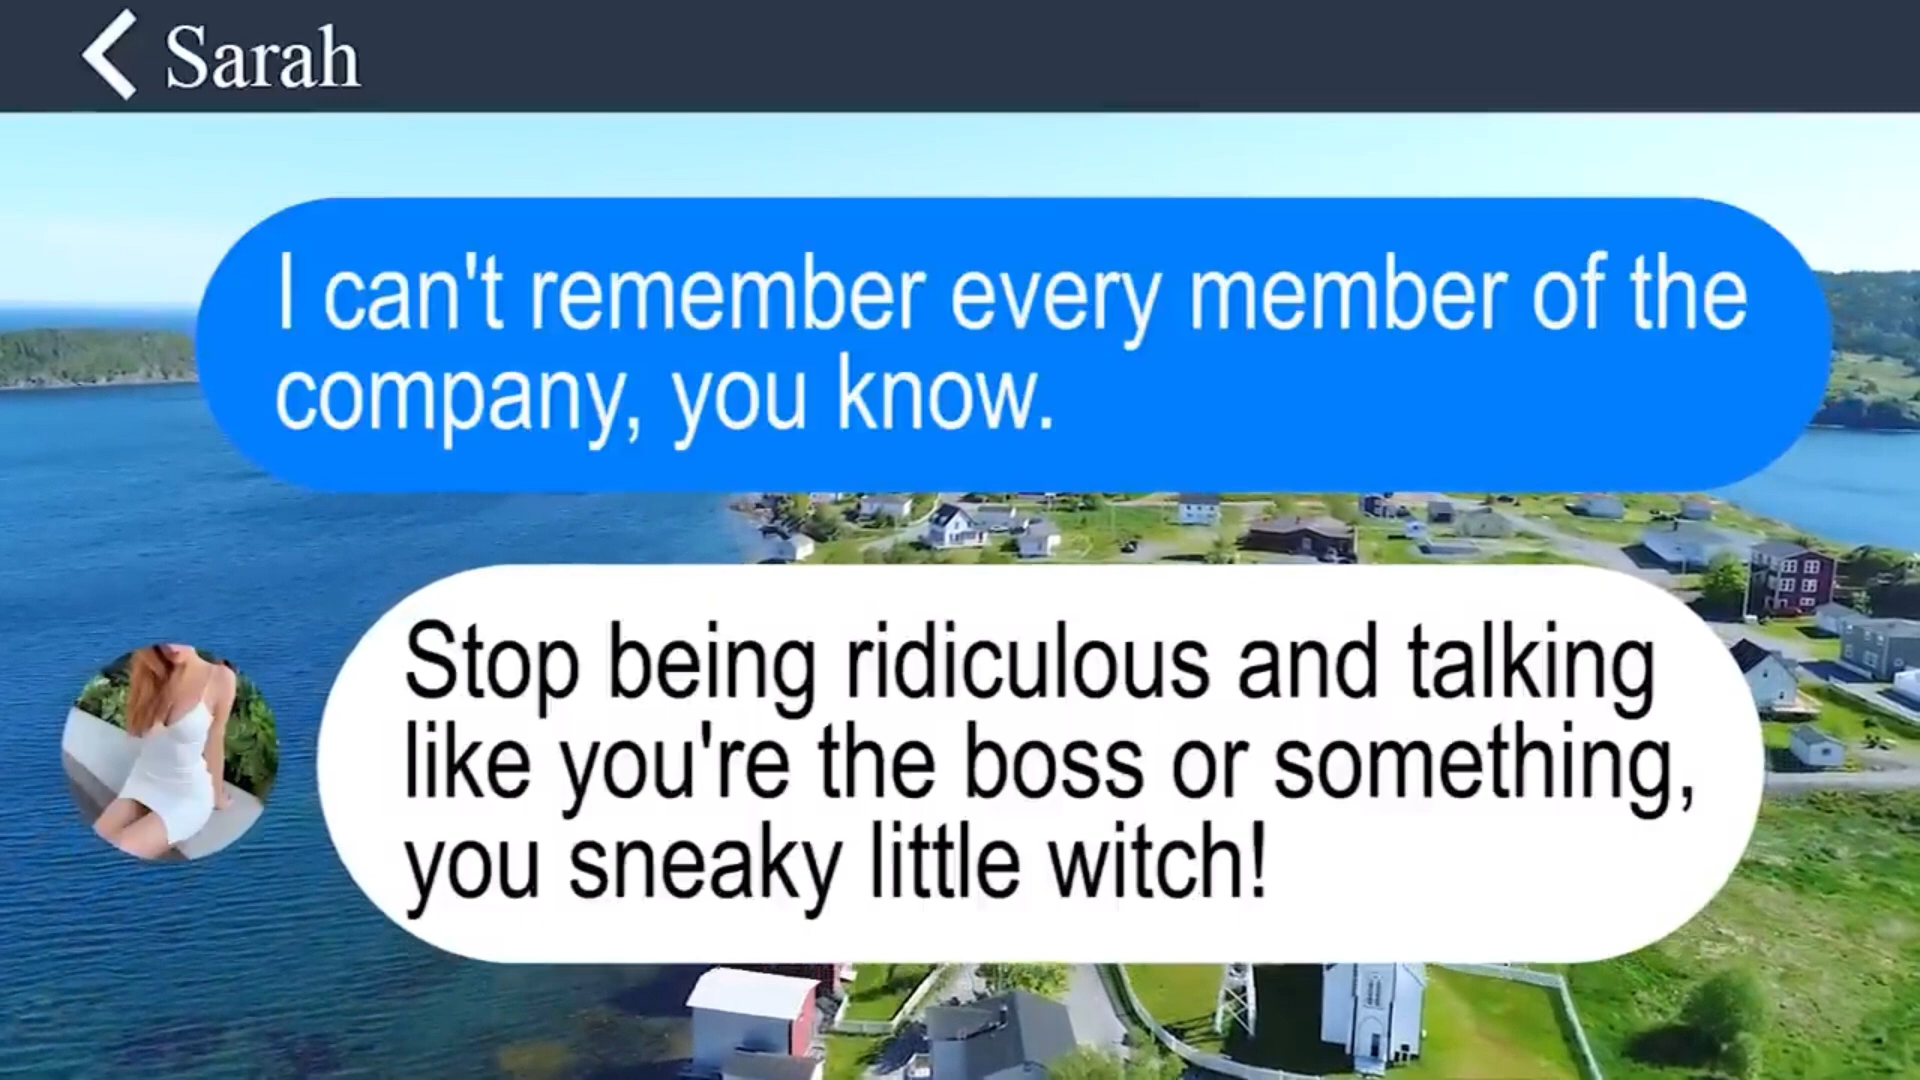 Sarah
I can't remember every member of the
company, you know.
Stop being ridiculous and talking
like you're the boss or something,
you sneaky little witch!